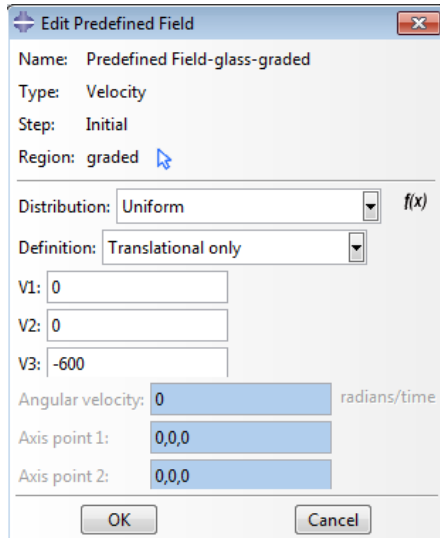 Edit Predefined Field
Name: Predefined Field-glass-graded
Type: Velocity
Step: Initial
Region: graded
Distribution: Uniform f(x)
Definition: Translational only
V1: 0
V2: 0
V3: -600
Angular velocity: 0 radians/time
Axis point 1: 0,0,0
Axis point 2: 0,0,0
OK Cancel